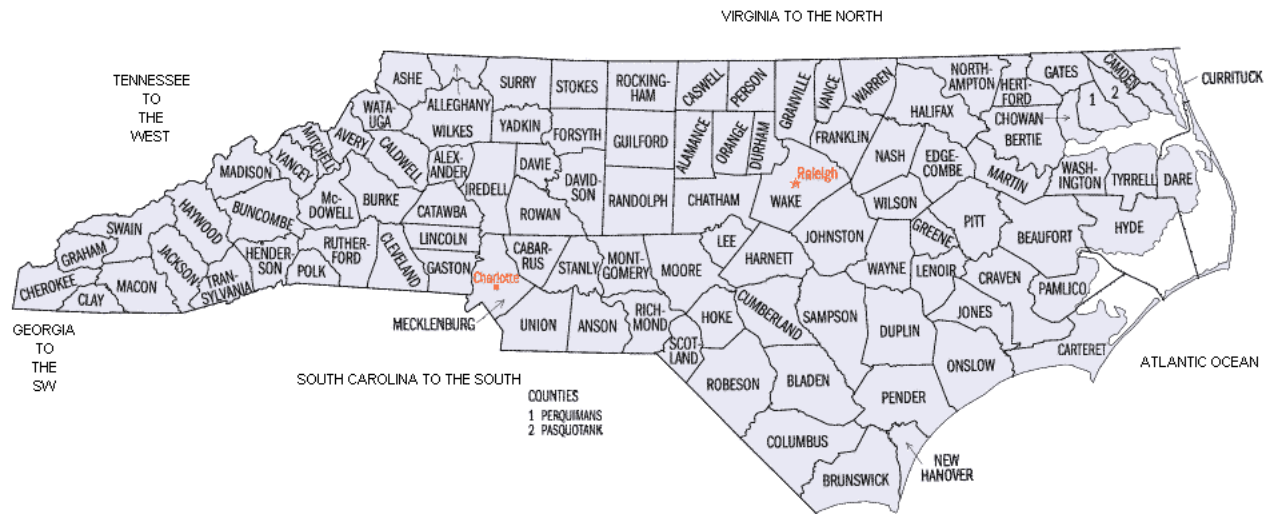 VIRGINIA TO THE NORTH
TENNESSEE
TO
THE
WEST
ASHE
ALLEGHANY
SURRY
STOKES
ROCKING-
HAM
CASWELL
PERSON
GRANVILLE
VANCE
WARREN
NORTH-
AMPTON
HERT-
FORD
GATES
CAMDEN
CURRITUCK
WATA-
UGA
WILKES
YADKIN
FORSYTH
GUILFORD
ALAMANCE
ORANGE
DURHAM
FRANKLIN
HALIFAX
CHOWAN
BERTIE
1
2
MITCHELL
AVERY
CALDWELL
ALEX-
ANDER
IREDELL
DAVIE
DAVID-
SON
NASH
EDGE-
COMBE
MARTIN
WASH-
INGTON
TYRRELL
DARE
MADISON
YANCEY
Mc-
DOWELL
BURKE
CATAWBA
ROWAN
RANDOLPH
CHATHAM
Raleigh
WAKE
WILSON
PITT
BEAUFORT
HYDE
SWAIN
HAYWOOD
BUNCOMBE
RUTHER-
FORD
CLEVELAND
LINCOLN
GASTON
CABAR-
RUS
STANLY
MONT-
GOMERY
MOORE
LEE
HARNETT
JOHNSTON
GREENE
WAYNE
LENOIR
CRAVEN
PAMLICO
GRAHAM
CHEROKEE
CLAY
MACON
JACKSON
TRAN-
SYLVANIA
HENDER-
SON
POLK
Charlotte
MECKLENBURG
UNION
ANSON
RICH-
MOND
SCOT-
LAND
HOKE
CUMBERLAND
SAMPSON
DUPLIN
JONES
ONSLOW
CARTERET
GEORGIA
TO
THE
SW
SOUTH CAROLINA TO THE SOUTH
ATLANTIC OCEAN
ROBESON
BLADEN
PENDER
COLUMBUS
BRUNSWICK
NEW
HANOVER
COUNTIES
1 PERQUIMANS
2 PASQUOTANK